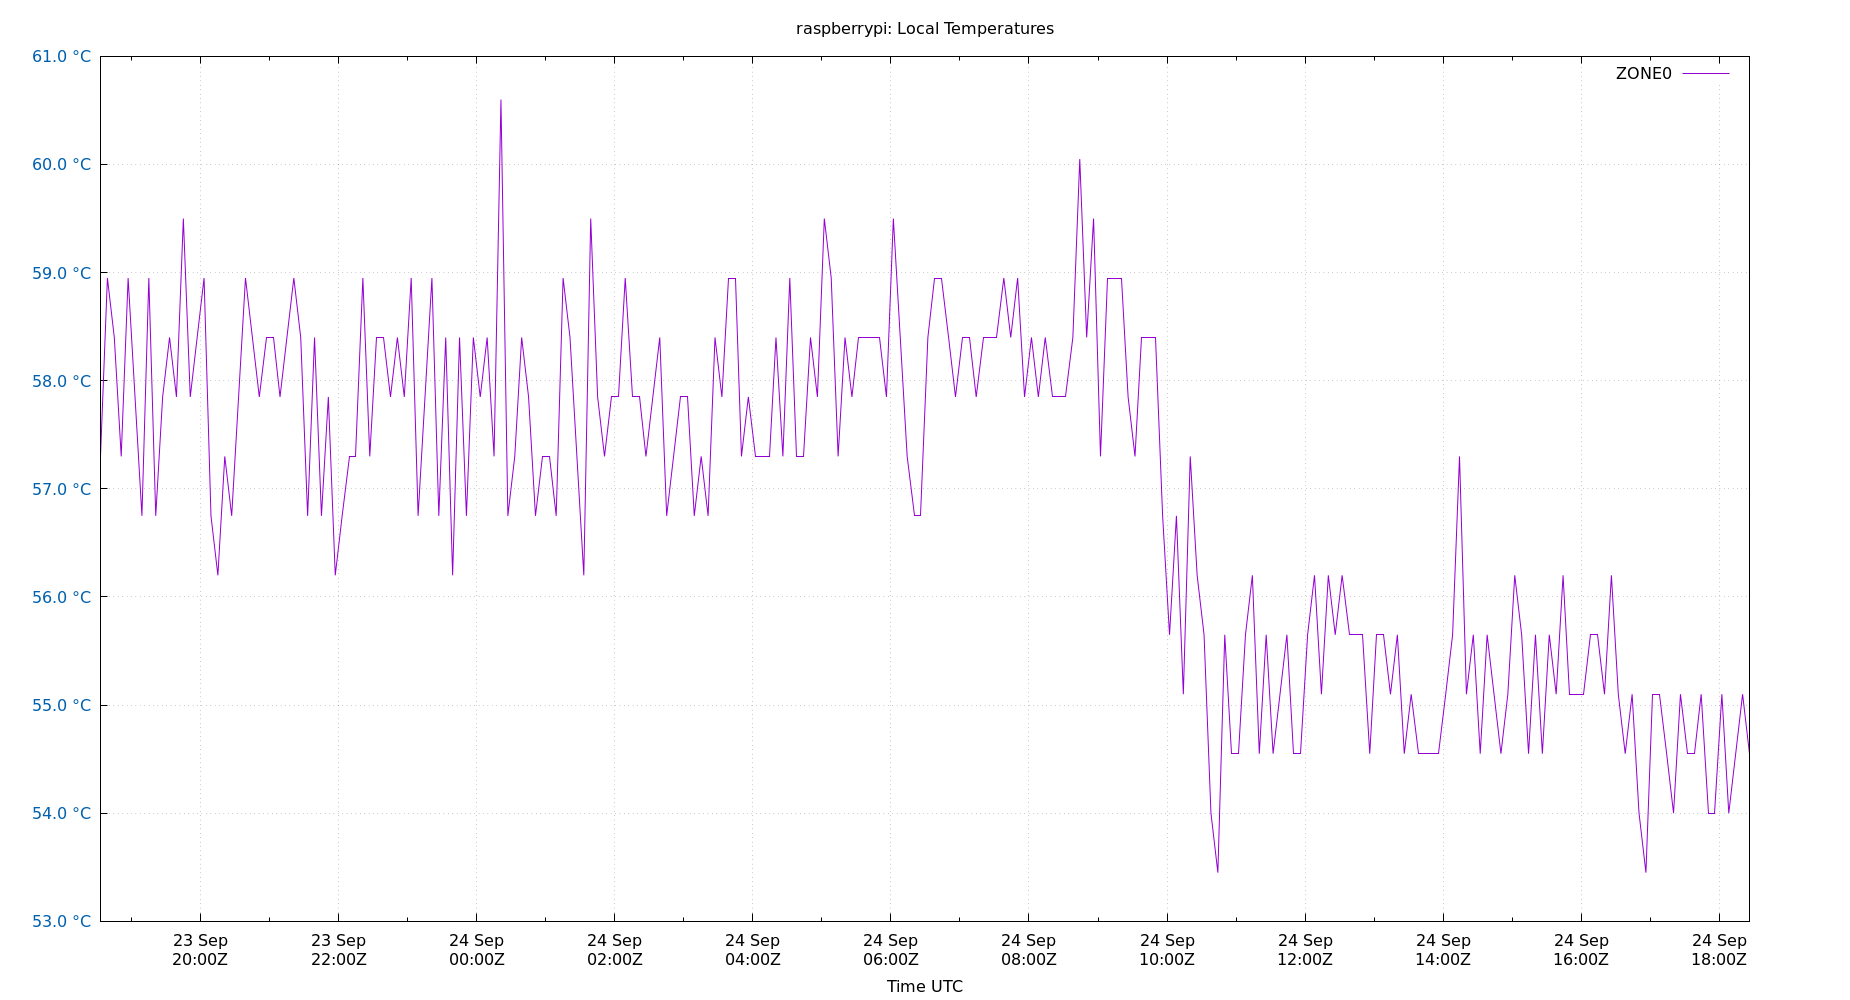 raspberrypi: Local Temperatures
61.0 °C
ZONE0
60.0 °C
59.0 °C
58.0 °C
57.0 °C
56.0 °C
55.0 °C
54.0 °C
53.0 °C
23 Sep 23 Sep 24 Sep 24 Sep 24 Sep 24 Sep 24 Sep 24 Sep 24 Sep 24 Sep 24 Sep 24 Sep
20:00Z 22:00Z 00:00Z 02:00Z 04:00Z 06:00Z 08:00Z 10:00Z 12:00Z 14:00Z 16:00Z 18:00Z
Time UTC